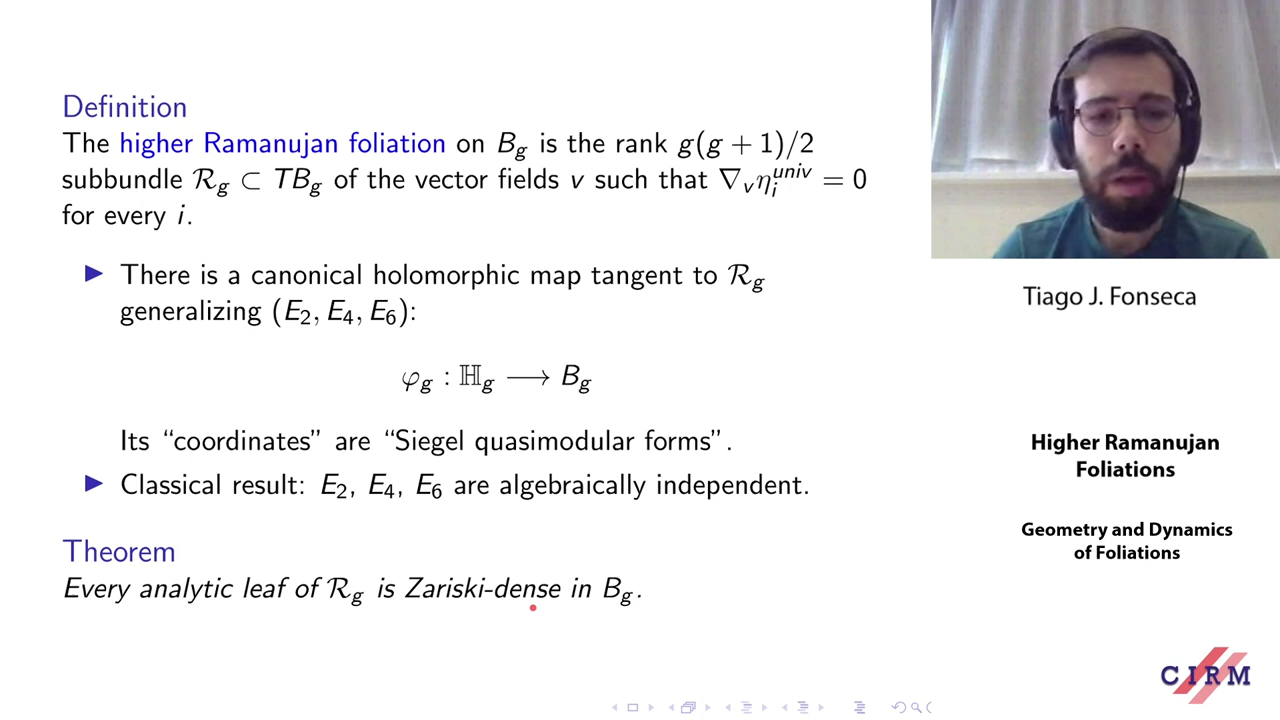 Definition
The higher Ramanujan foliation on B_g is the rank g(g + 1)/2
subbundle ℛ_g ⊂ TB_g of the vector fields v such that ∇_v η_i^{univ} = 0
for every i.
▶ There is a canonical holomorphic map tangent to ℛ_g
generalizing (E_2, E_4, E_6):
φ_g : ℍ_g ⟶ B_g
Its “coordinates” are “Siegel quasimodular forms”.
▶ Classical result: E_2, E_4, E_6 are algebraically independent.
Theorem
Every analytic leaf of ℛ_g is Zariski-dense in B_g.
Tiago J. Fonseca
Higher Ramanujan
Foliations
Geometry and Dynamics
of Foliations
CIRM